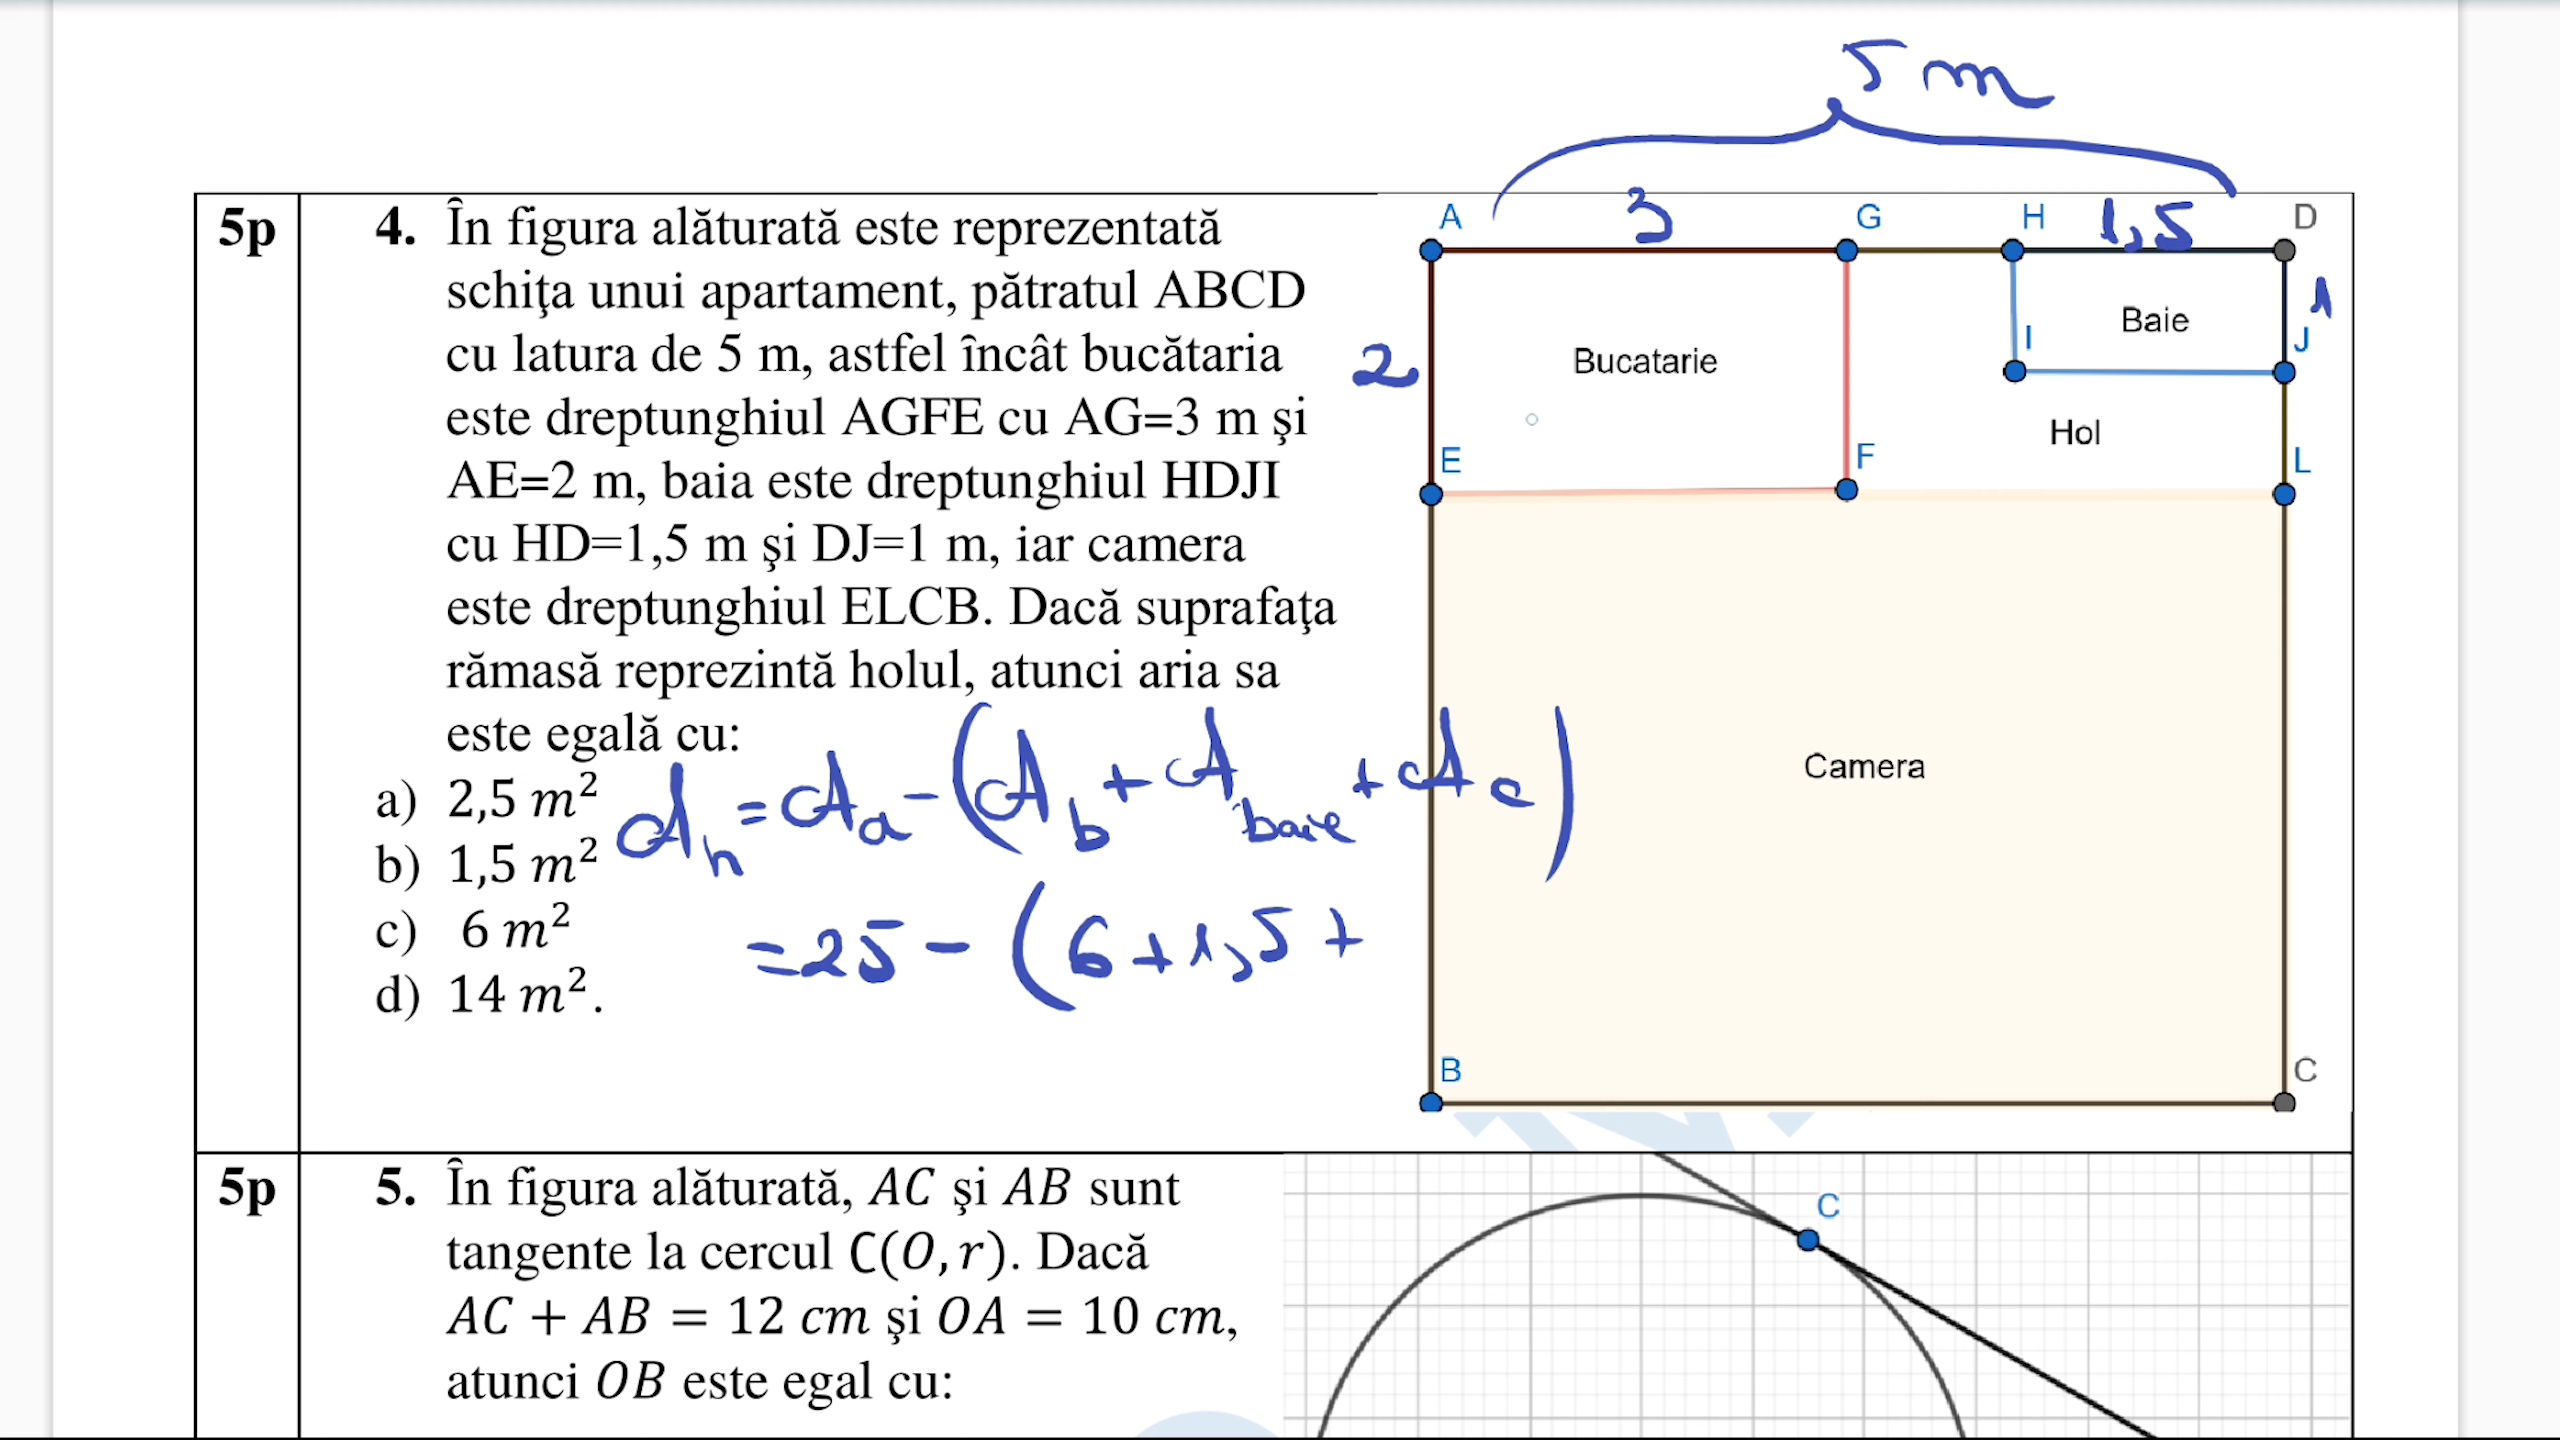 5 m
5p
4. În figura alăturată este reprezentată
schiţa unui apartament, pătratul ABCD
cu latura de 5 m, astfel încât bucătaria
este dreptunghiul AGFE cu AG=3 m şi
AE=2 m, baia este dreptunghiul HDJI
cu HD=1,5 m şi DJ=1 m, iar camera
este dreptunghiul ELCB. Dacă suprafaţa
rămasă reprezintă holul, atunci aria sa
este egală cu:
a) 2,5 m²
b) 1,5 m²
c) 6 m²
d) 14 m².
A_h = A_a - (A_b + A_baie + A_c)
= 25 - (6 + 1,5 +
A 3 G H 1,5 D
1
2 Bucatarie Baie
I J
Hol
E F L
Camera
B C
5p
5. În figura alăturată, AC şi AB sunt
tangente la cercul C(O, r). Dacă
AC + AB = 12 cm şi OA = 10 cm,
atunci OB este egal cu:
C